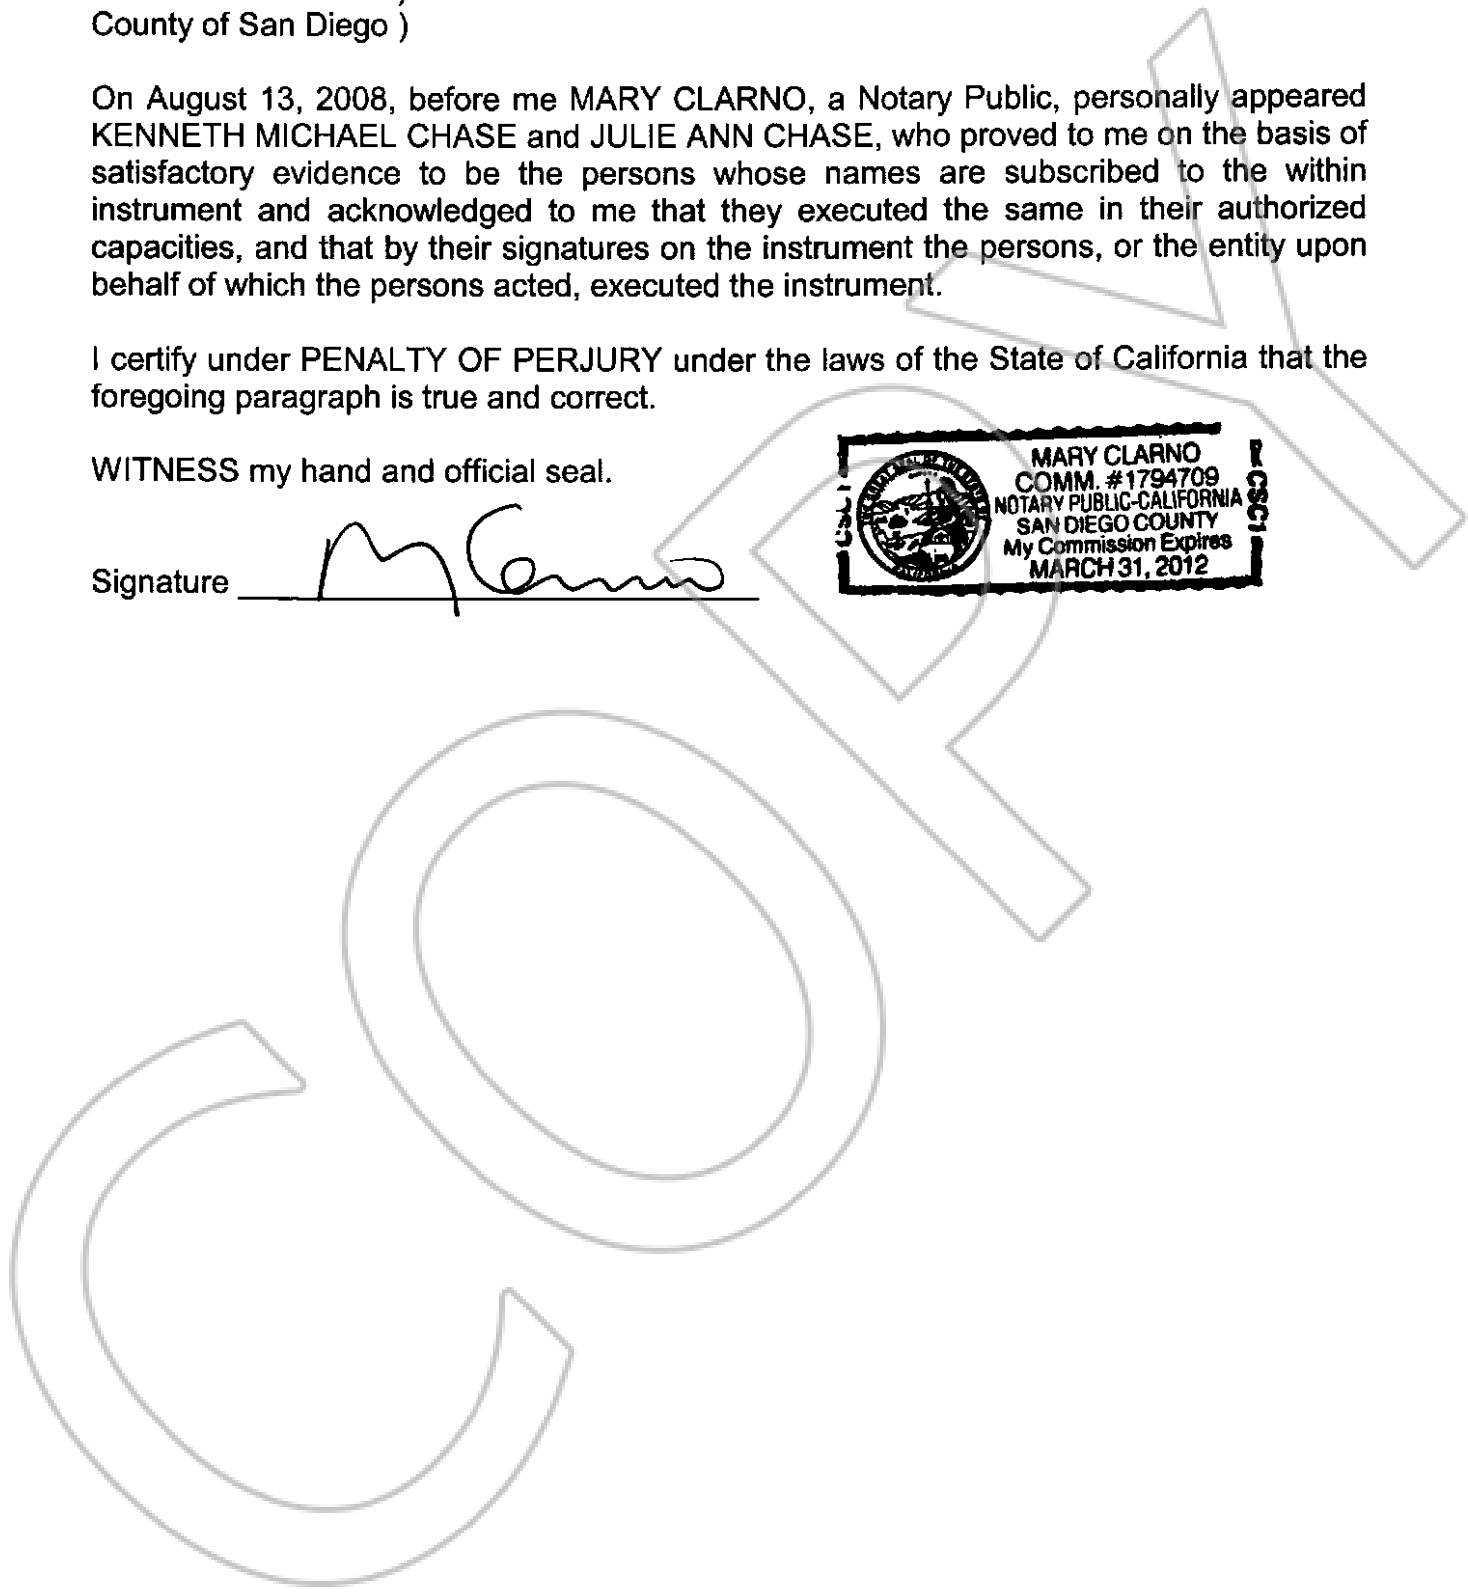 County of San Diego )
On August 13, 2008, before me MARY CLARNO, a Notary Public, personally appeared
KENNETH MICHAEL CHASE and JULIE ANN CHASE, who proved to me on the basis of
satisfactory evidence to be the persons whose names are subscribed to the within
instrument and acknowledged to me that they executed the same in their authorized
capacities, and that by their signatures on the instrument the persons, or the entity upon
behalf of which the persons acted, executed the instrument.
I certify under PENALTY OF PERJURY under the laws of the State of California that the
foregoing paragraph is true and correct.
WITNESS my hand and official seal.
Signature
MARY CLARNO
COMM. #1794709
NOTARY PUBLIC-CALIFORNIA
SAN DIEGO COUNTY
My Commission Expires
MARCH 31, 2012
CSC1
COPY